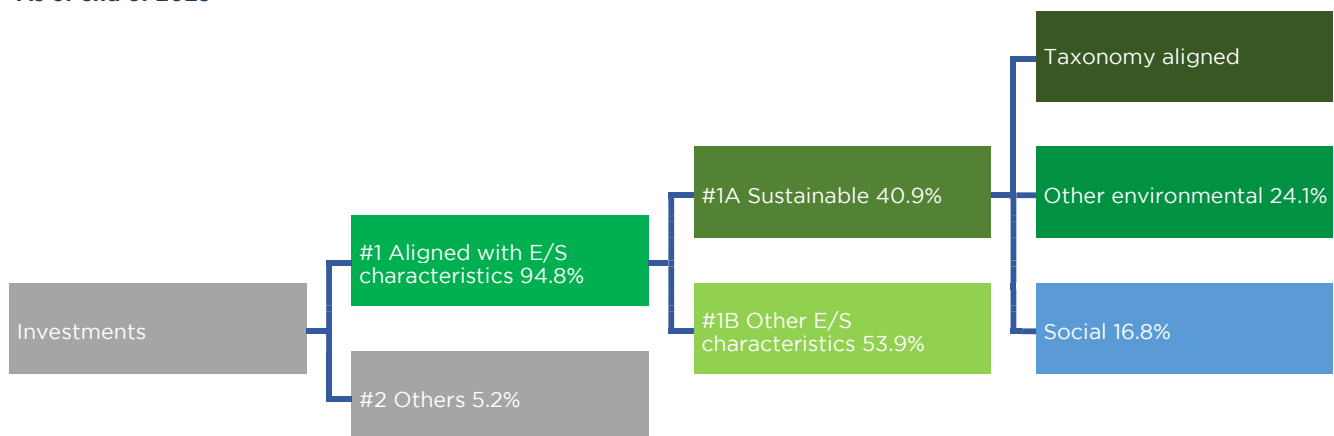 Taxonomy aligned
#1A Sustainable 40.9%
Other environmental 24.1%
#1 Aligned with E/S
characteristics 94.8%
Investments
#1B Other E/S
characteristics 53.9%
Social 16.8%
#2 Others 5.2%